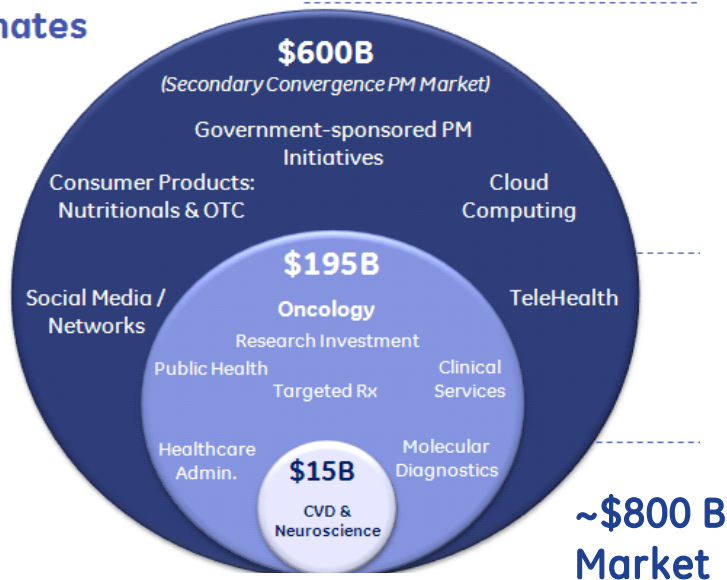 $600B
(Secondary Convergence PM Market)
Government-sponsored PM
Initiatives
Consumer Products:
Nutritionals & OTC
Cloud
Computing
Social Media /
Networks
TeleHealth
$195B
Oncology
Research Investment
Public Health
Targeted Rx
Clinical
Services
Healthcare
Admin.
Molecular
Diagnostics
$15B
CVD &
Neuroscience
~$800 B
Market